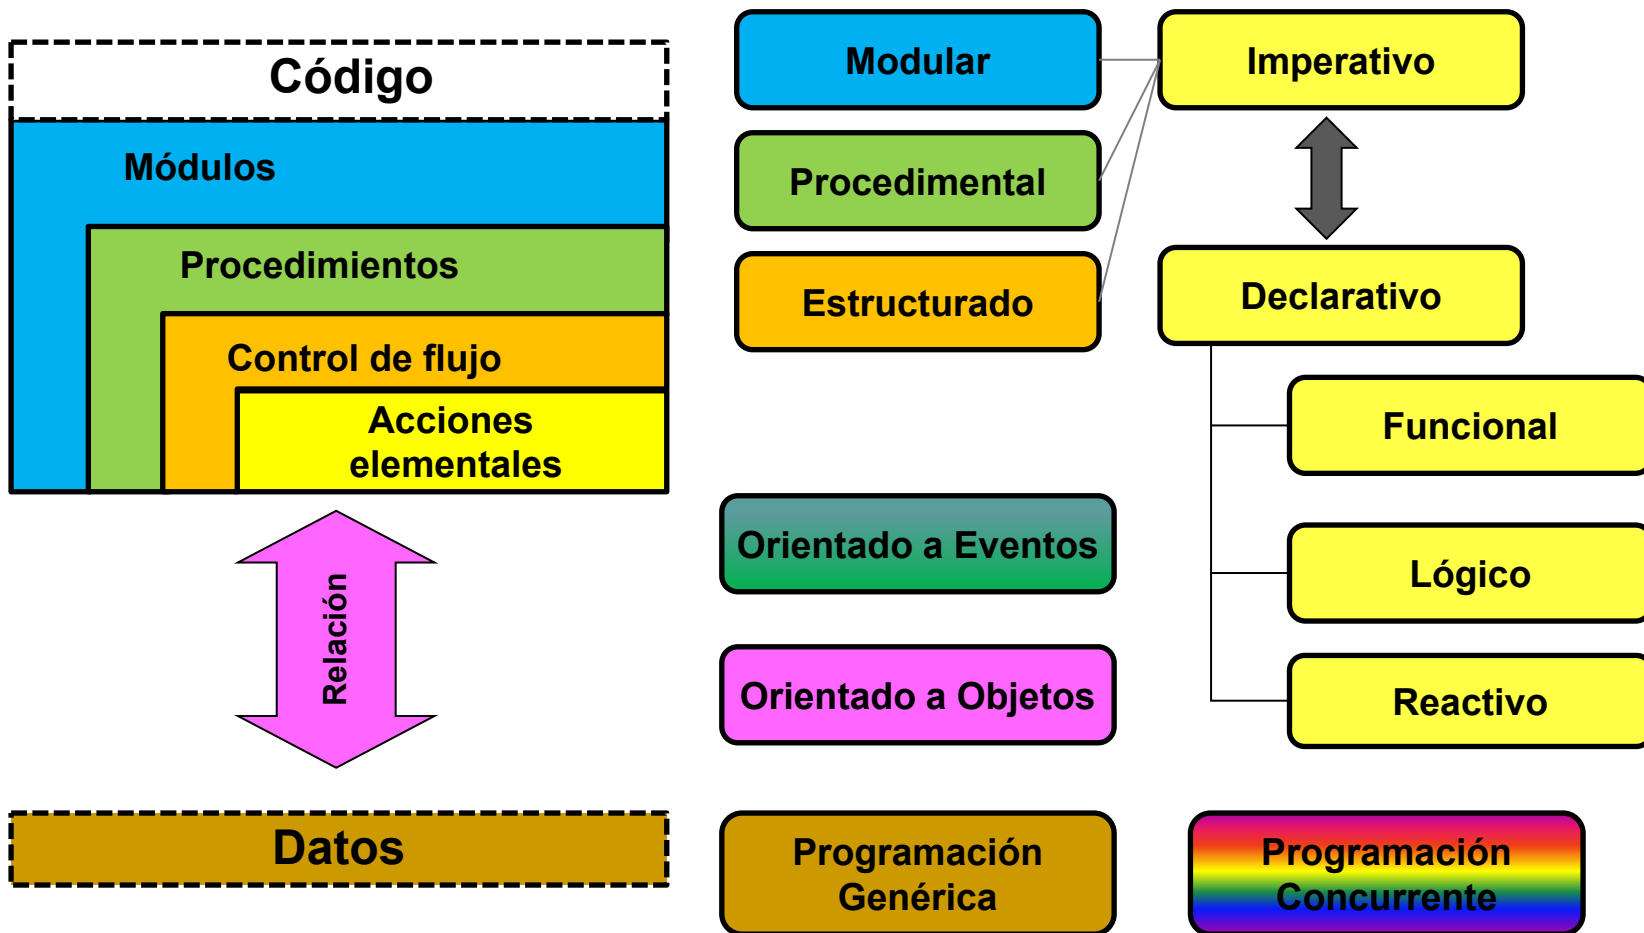 Código
Módulos
Procedimientos
Control de flujo
Acciones
elementales
Relación
Datos
Modular
Procedimental
Estructurado
Orientado a Eventos
Orientado a Objetos
Programación
Genérica
Imperativo
Declarativo
Funcional
Lógico
Reactivo
Programación
Concurrente